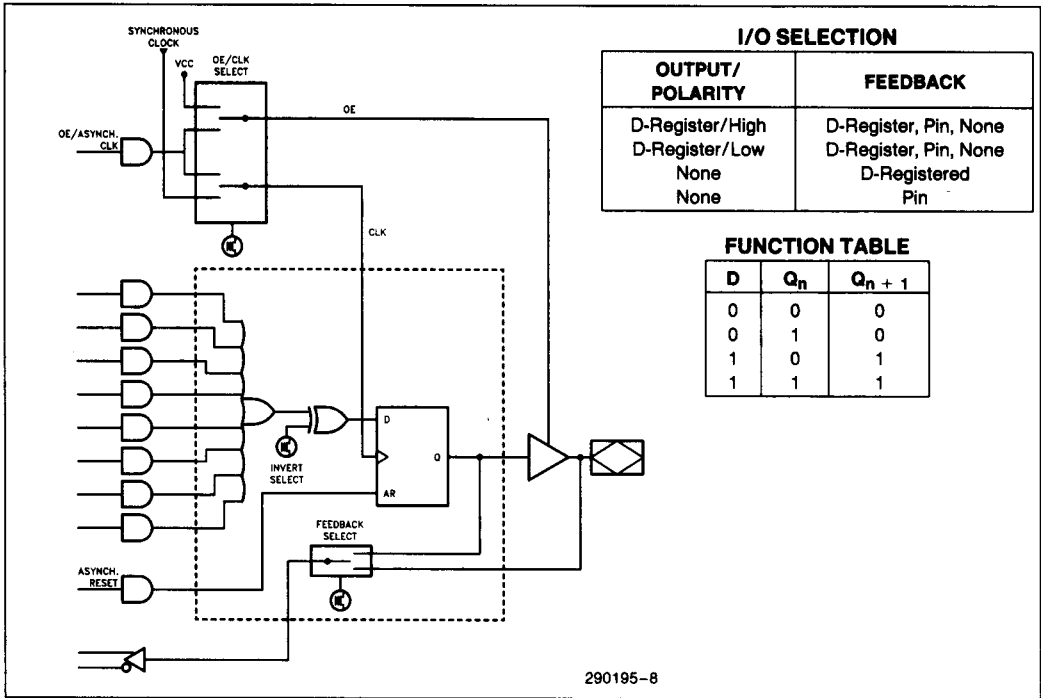 SYNCHRONOUS
CLOCK
VCC
OE/CLK
SELECT
OE
OE/ASYNCH.
CLK
CLK
D
Q
AR
INVERT
SELECT
FEEDBACK
SELECT
ASYNCH.
RESET
I/O SELECTION
OUTPUT/
POLARITY
FEEDBACK
D-Register/High D-Register, Pin, None
D-Register/Low D-Register, Pin, None
None D-Registered
None Pin
FUNCTION TABLE
D Qn Qn + 1
0 0 0
0 1 0
1 0 1
1 1 1
290195-8